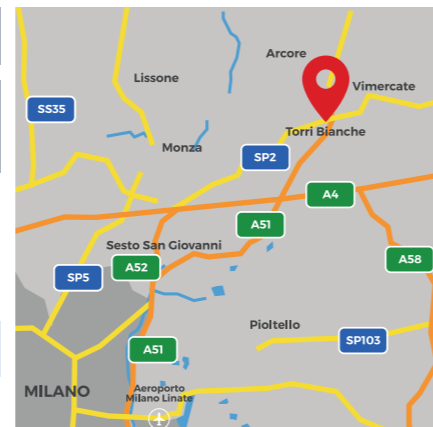 Arcore
Lissone
Vimercate
SS35
Torri Bianche
Monza
SP2
A4
A51
Sesto San Giovanni
A52
A58
SP5
Pioltello
SP103
A51
MILANO
Aeroporto
Milano Linate